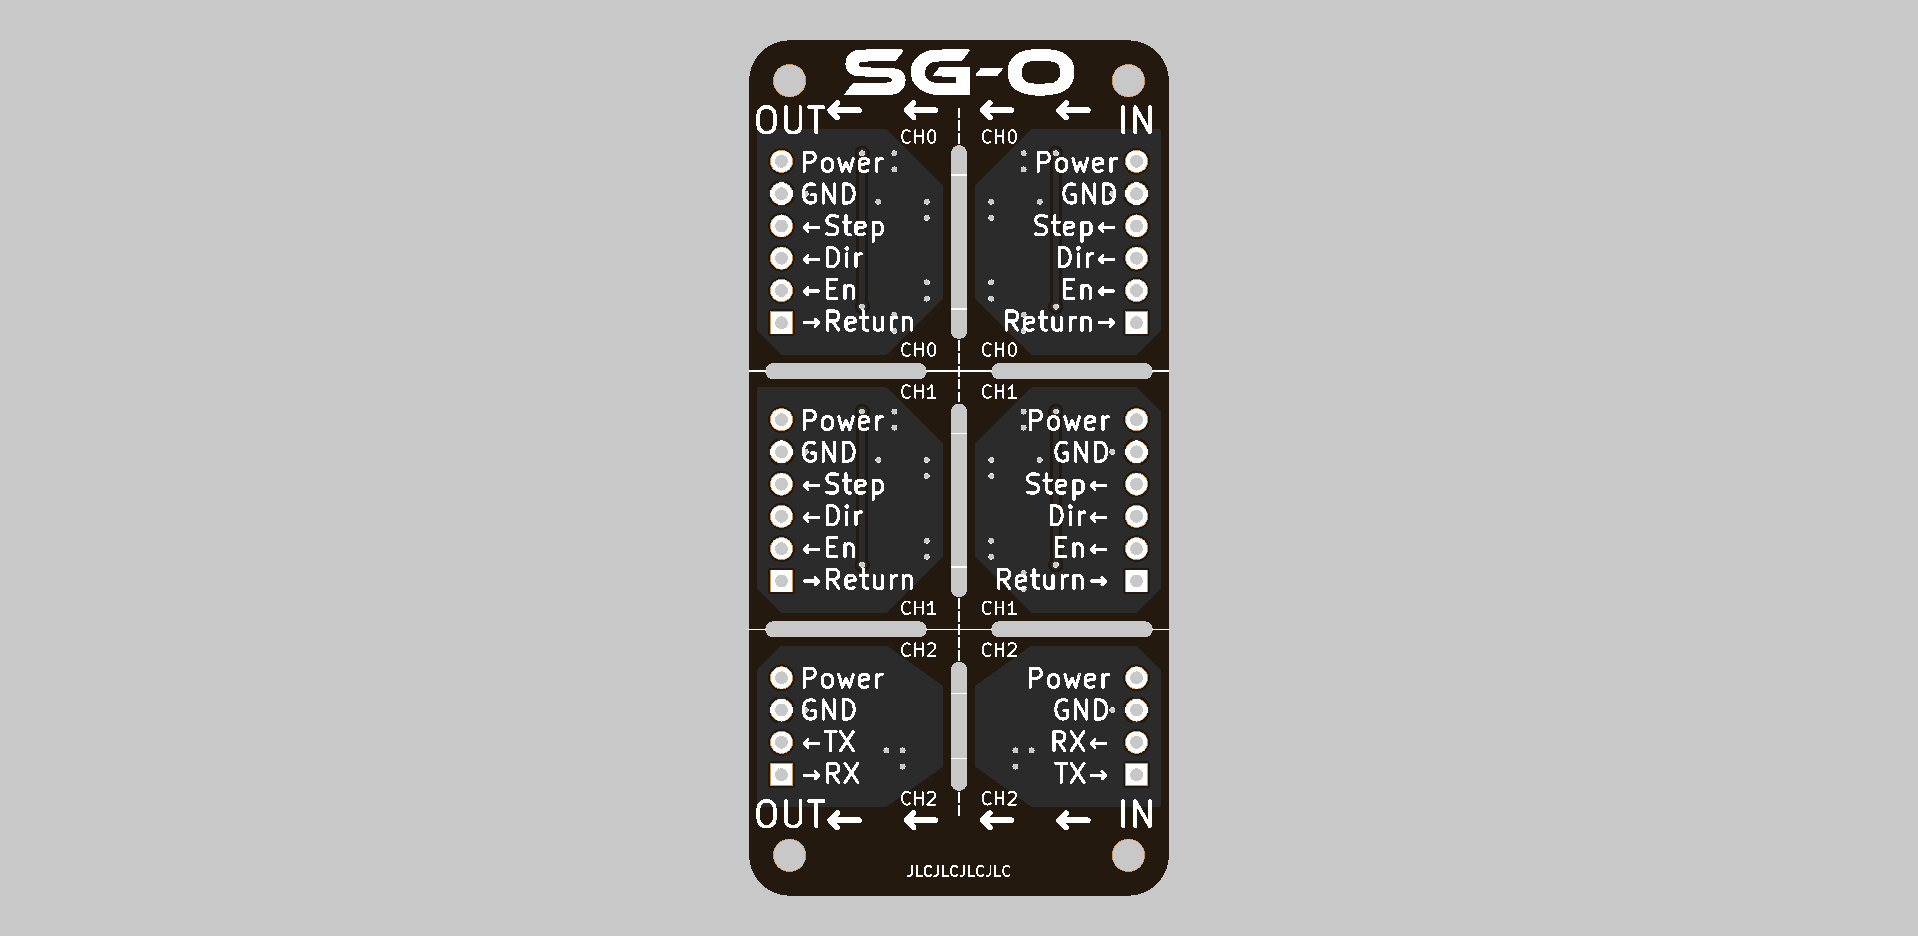 SG-O
OUT← ← ← ← IN
CH0 CH0
Power Power
GND GND
←Step Step←
←Dir Dir←
←En En←
→Return Return→
CH0 CH0
CH1 CH1
Power Power
GND GND
←Step Step←
←Dir Dir←
←En En←
→Return Return→
CH1 CH1
CH2 CH2
Power Power
GND GND
←TX RX←
→RX TX→
CH2 CH2
OUT← ← ← ← IN
JLCJLCJLCJLC